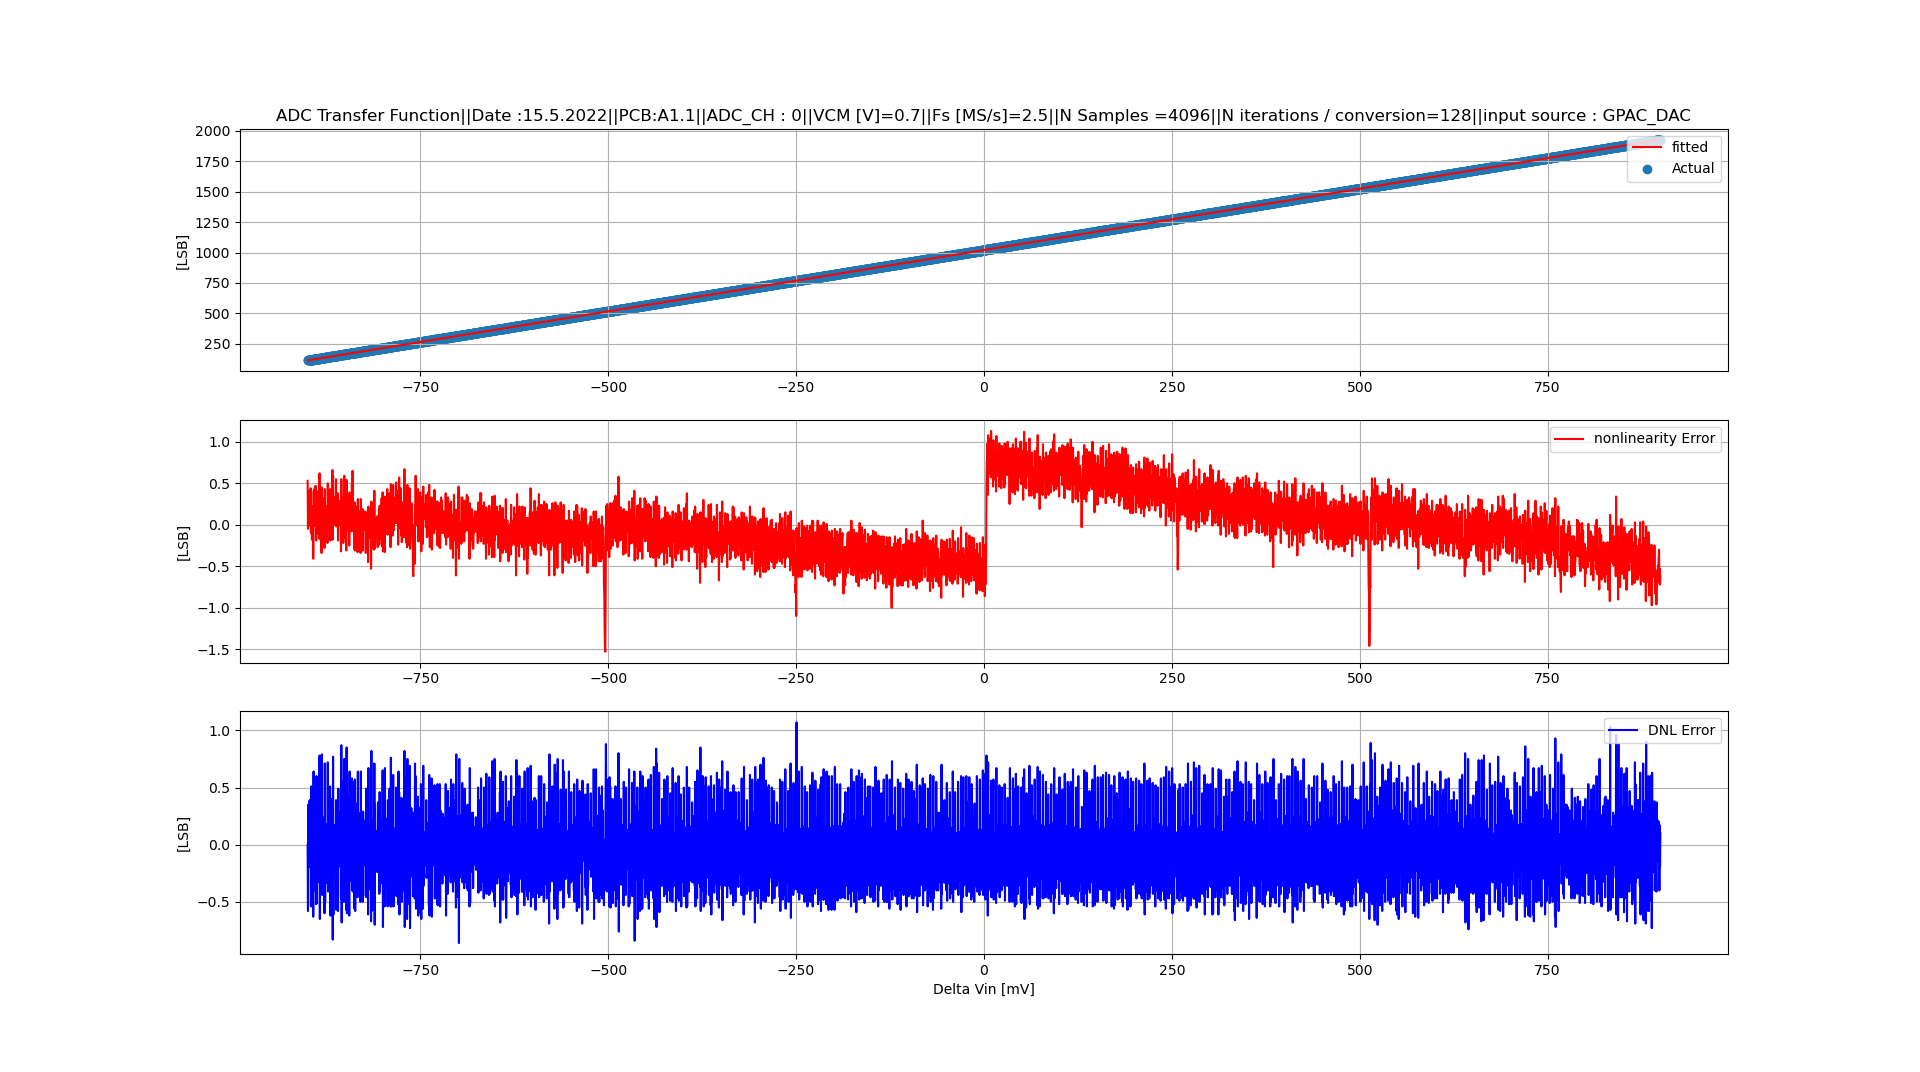 ADC Transfer Function||Date :15.5.2022||PCB:A1.1||ADC_CH : 0||VCM [V]=0.7||Fs [MS/s]=2.5||N Samples =4096||N iterations / conversion=128||input source : GPAC_DAC
2000
1750
1500
1250
1000
750
500
250
[LSB]
fitted
Actual
−750 −500 −250 0 250 500 750
1.0
0.5
0.0
−0.5
−1.0
−1.5
[LSB]
nonlinearity Error
−750 −500 −250 0 250 500 750
1.0
0.5
0.0
−0.5
[LSB]
DNL Error
−750 −500 −250 0 250 500 750
Delta Vin [mV]